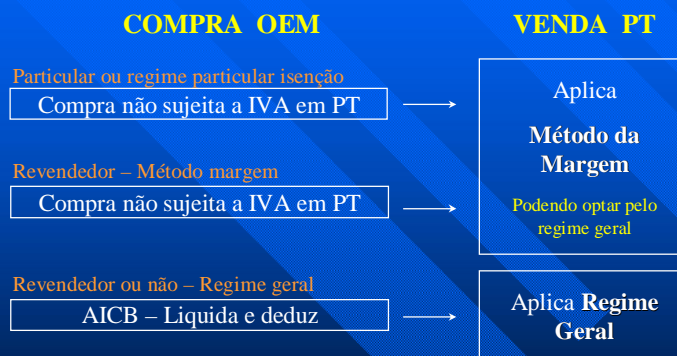 COMPRA OEM
VENDA PT
Particular ou regime particular isenção
Compra não sujeita a IVA em PT
Revendedor – Método margem
Compra não sujeita a IVA em PT
Aplica
Método da
Margem
Podendo optar pelo
regime geral
Revendedor ou não – Regime geral
AICB – Liquida e deduz
Aplica Regime
Geral